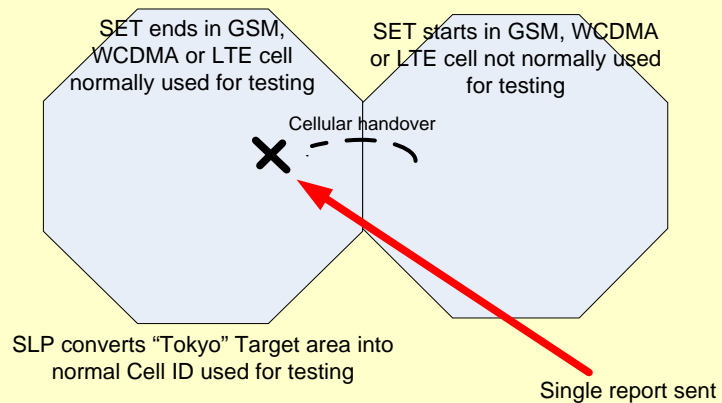 SET ends in GSM,
WCDMA or LTE cell
normally used for testing
SET starts in GSM, WCDMA
or LTE cell not normally used
for testing
Cellular handover
SLP converts “Tokyo” Target area into
normal Cell ID used for testing
Single report sent